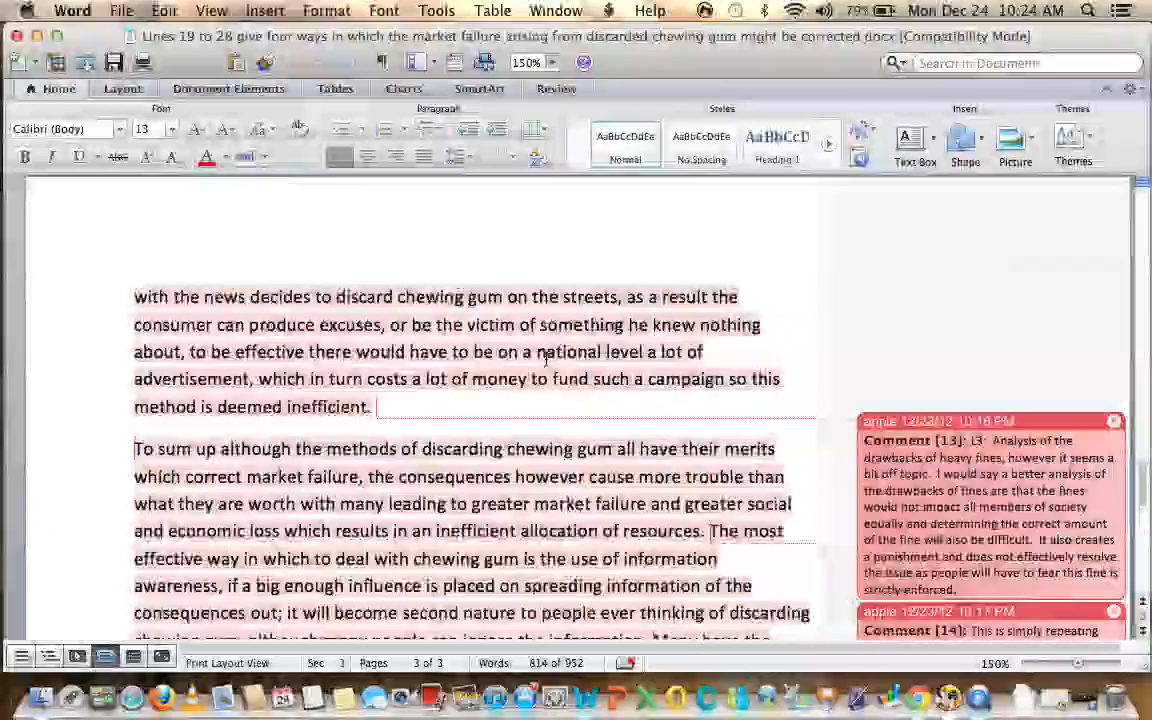 Word File Edit View Insert Format Font Tools Table Window Help 79% Mon Dec 24 10:24 AM
Lines 19 to 28 give four ways in which the market failure arising from discarded chewing gum might be corrected.docx [Compatibility Mode]
150% Search in Document
Home Layout Document Elements Tables Charts SmartArt Review
Font Paragraph Styles Insert Themes
Calibri (Body) 13 A A Aa AaBbCcDdEe AaBbCcDdEe AaBbCcD
B I U ABC A A A Normal No Spacing Heading 1 Text Box Shape Picture Themes
with the news decides to discard chewing gum on the streets, as a result the
consumer can produce excuses, or be the victim of something he knew nothing
about, to be effective there would have to be on a national level a lot of
advertisement, which in turn costs a lot of money to fund such a campaign so this
method is deemed inefficient.
To sum up although the methods of discarding chewing gum all have their merits
which correct market failure, the consequences however cause more trouble than
what they are worth with many leading to greater market failure and greater social
and economic loss which results in an inefficient allocation of resources. The most
effective way in which to deal with chewing gum is the use of information
awareness, if a big enough influence is placed on spreading information of the
consequences out; it will become second nature to people ever thinking of discarding
apple 12/23/12 10:16 PM
Comment [13]: L3: Analysis of the
drawbacks of heavy fines, however it seems a
bit off topic. I would say a better analysis of
the drawbacks of fines are that the fines
would not impact all members of society
equally and determining the correct amount
of the fine will also be difficult. It also creates
a punishment and does not effectively resolve
the issue as people will have to fear this fine is
strictly enforced.
apple 12/23/12 10:17 PM
Comment [14]: This is simply repeating
Print Layout View Sec 1 Pages 3 of 3 Words 814 of 952 150%